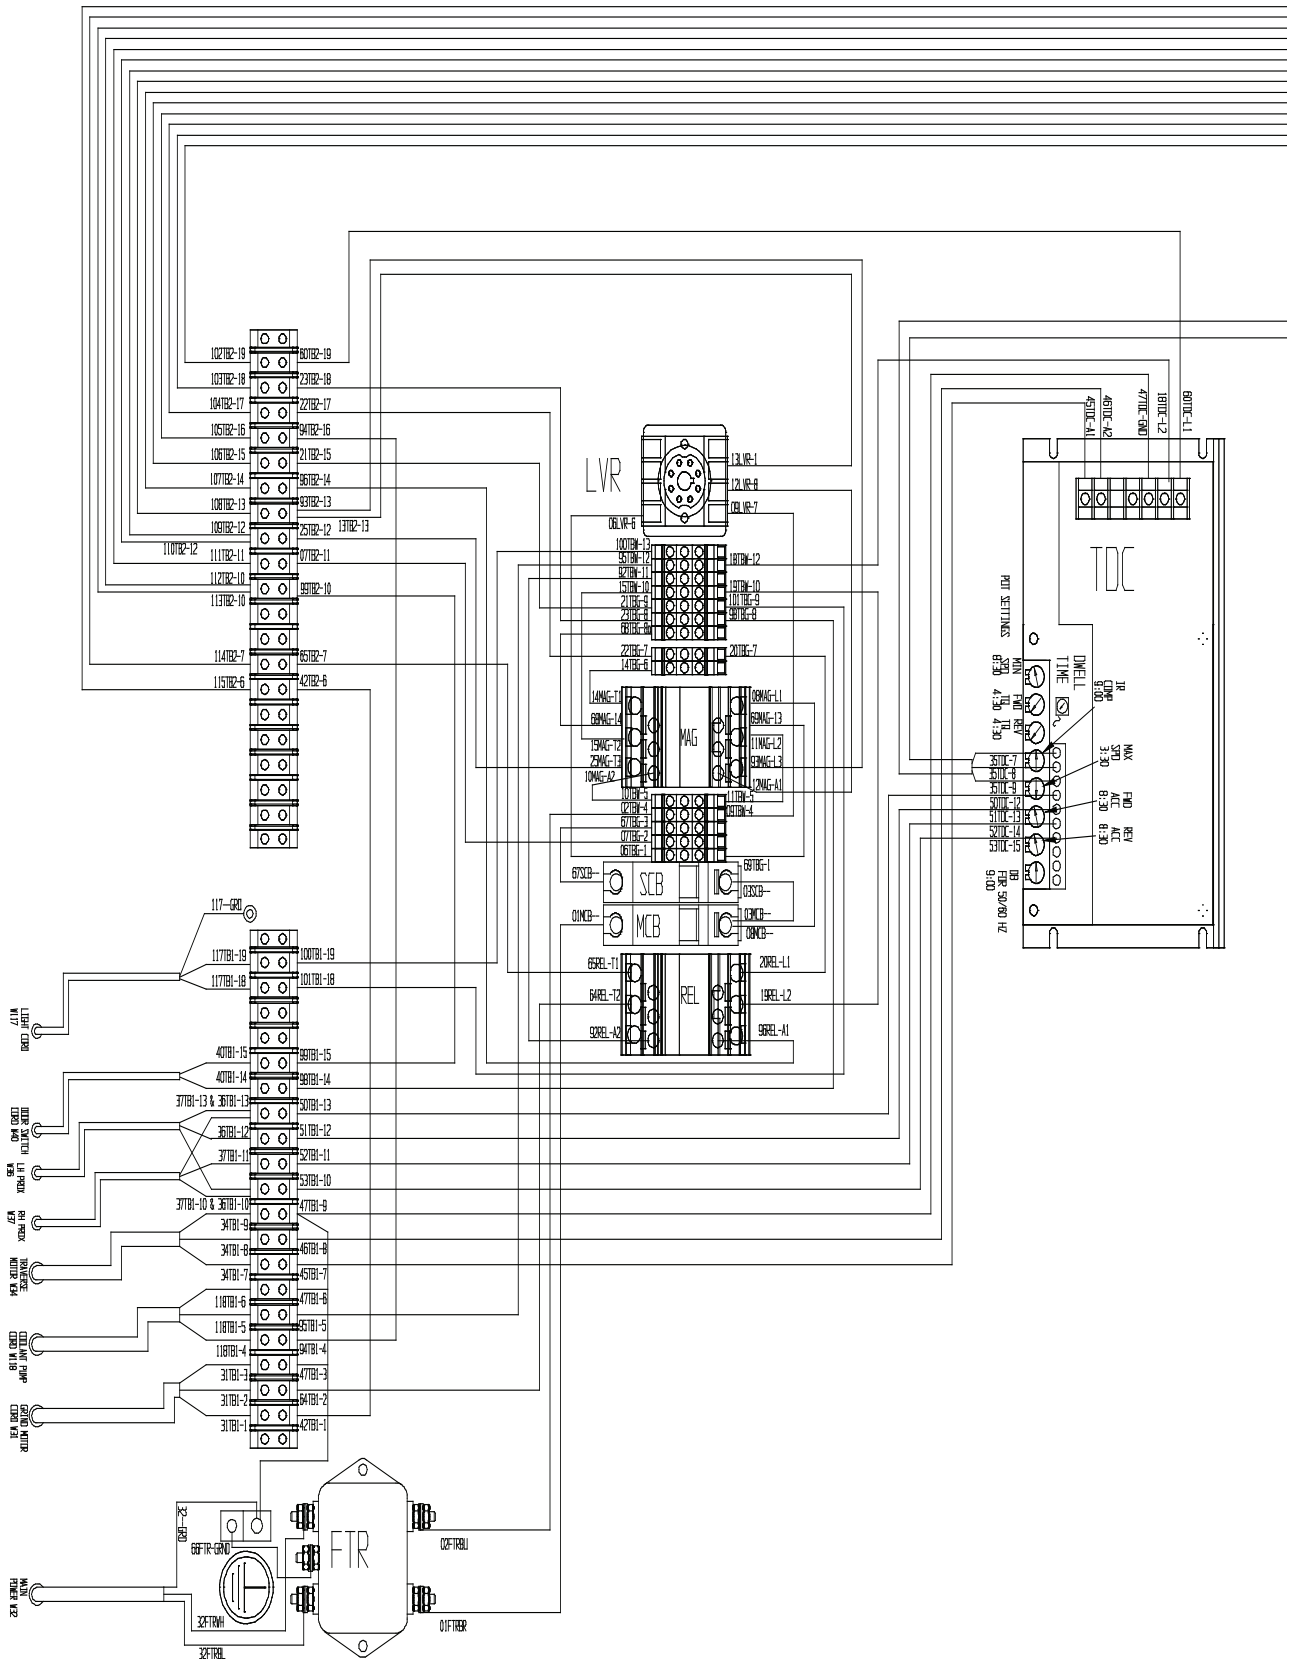 102TB2-19
103TB2-18
104TB2-17
105TB2-16
106TB2-15
107TB2-14
108TB2-13
109TB2-12
110TB2-12
111TB2-11
112TB2-10
113TB2-10
114TB2-7
115TB2-6
60TB2-19
23TB2-18
22TB2-17
94TB2-16
21TB2-15
96TB2-14
93TB2-13
13TB2-13
25TB2-12
07TB2-11
99TB2-10
65TB2-7
42TB2-6
LVR
13LVR-1
12LVR-8
09LVR-7
06LVR-6
100TBW-13
95TBW-12
92TBW-11
15TBW-10
21TBG-9
23TBG-8
68TBG-8
18TBW-12
19TBW-10
101TBG-9
98TBG-8
22TBG-7
14TBG-6
20TBG-7
14MAG-T1
68MAG-14
15MAG-T2
25MAG-T3
10MAG-A2
MAG
08MAG-L1
69MAG-13
11MAG-L2
93MAG-L3
12MAG-A1
10TBW-5
02TBW-4
67TBG-3
07TBG-2
06TBG-1
11TBW-5
09TBW-4
69TBG-1
67SCB--
SCB
03SCB--
01MCB--
MCB
03MCB--
08MCB--
65REL-T1
64REL-T2
92REL-A2
REL
20REL-L1
19REL-L2
96REL-A1
60TDC-L1
18TDC-L2
47TDC-GND
46TDC-A2
45TDC-A1
TDC
POT SETTINGS
DWELL
TIME
MIN
SPD
8:30
FWD
TQ
4:30
REV
TQ
4:30
IR
COMP
9:00
MAX
SPD
3:30
FWD
ACC
8:30
REV
ACC
8:30
DB
FOR 50/60 HZ
9:00
35TDC-7
35TDC-8
35TDC-9
50TDC-12
51TDC-13
52TDC-14
53TDC-15
117-GRD
117TB1-19
117TB1-18
40TB1-15
40TB1-14
37TB1-13 & 36TB1-13
36TB1-12
37TB1-11
37TB1-10 & 36TB1-10
34TB1-9
34TB1-8
34TB1-7
118TB1-6
118TB1-5
118TB1-4
31TB1-3
31TB1-2
31TB1-1
100TB1-19
101TB1-18
99TB1-15
98TB1-14
50TB1-13
51TB1-12
52TB1-11
53TB1-10
47TB1-9
46TB1-8
45TB1-7
47TB1-6
95TB1-5
94TB1-4
47TB1-3
64TB1-2
42TB1-1
LIGHT CORD
W117
DOOR SWITCH
CORD W40
LH PROX
W36
RH PROX
W37
TRAVERSE
MOTOR W34
COOLANT PUMP
CORD W118
GRIND MOTOR
CORD W31
MAIN
POWER W32
32-GRD
66FTR-GRND
32FTRWH
32FTRBL
FTR
02FTRBU
01FTRBR